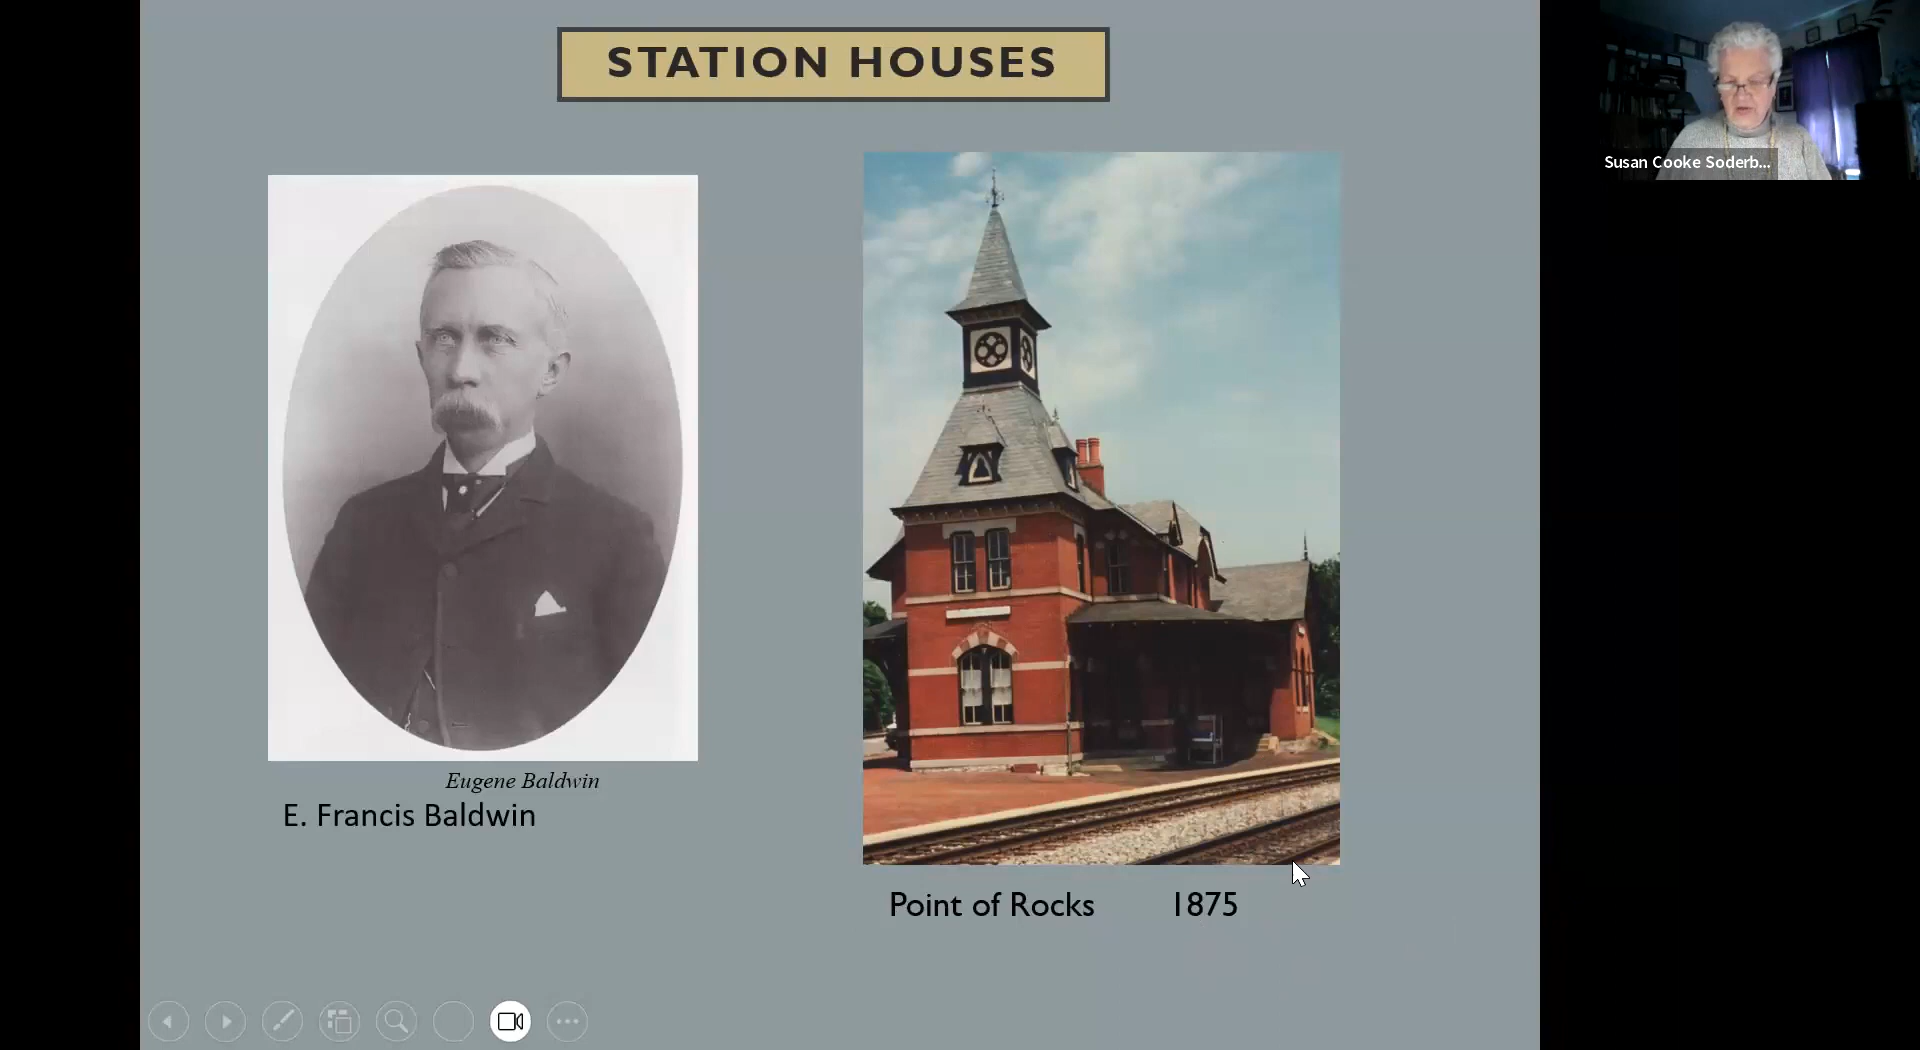 STATION HOUSES
Susan Cooke Soderb...
Eugene Baldwin
E. Francis Baldwin
Point of Rocks 1875